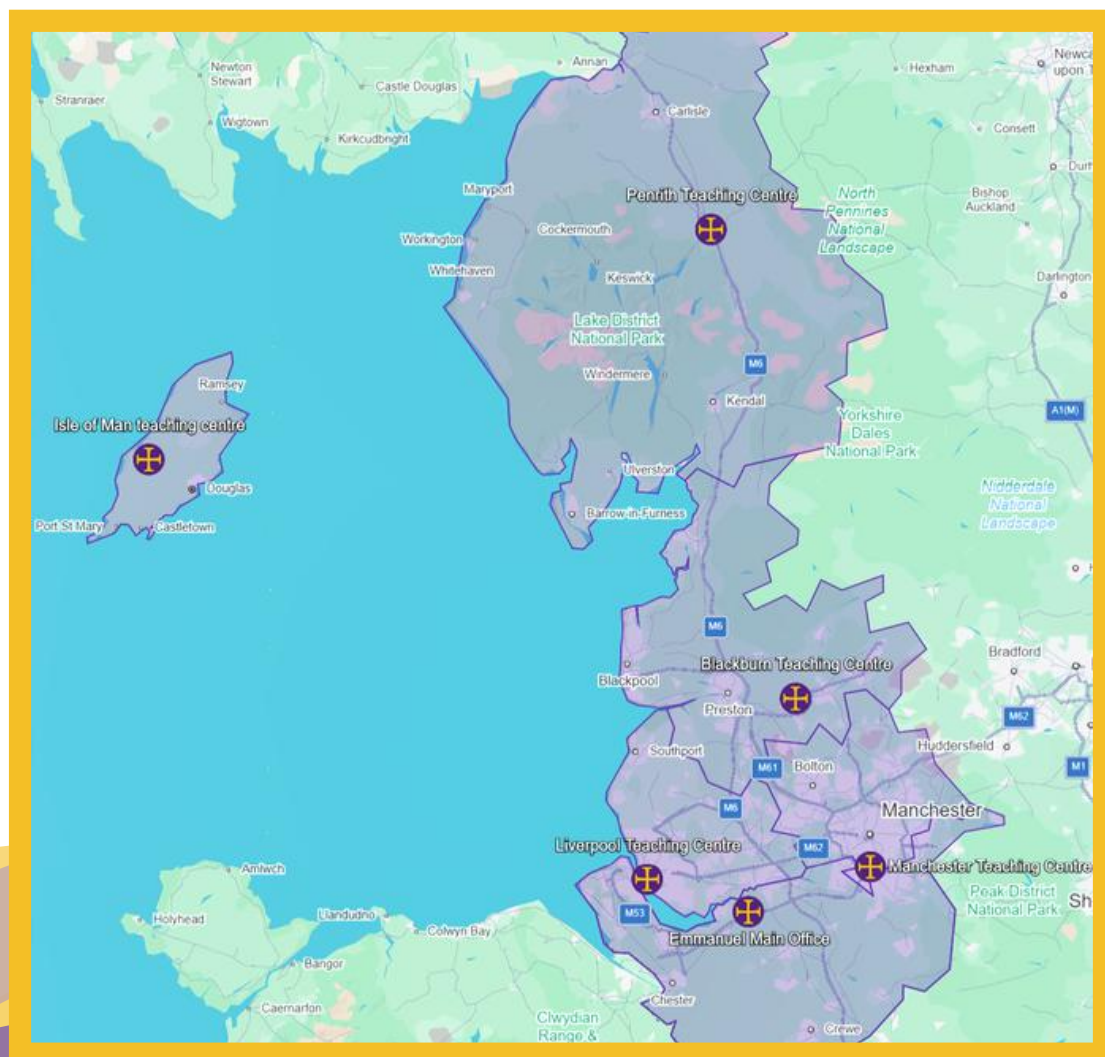 Newton
Stewart
Annan
Hexham
Castle Douglas
Stranraer
Carlisle
Wigtown
Consett
Kirkcudbright
Maryport
Penrith Teaching Centre
North
Pennines
National
Landscape
Bishop
Auckland
Workington
Cockermouth
Whitehaven
Keswick
Darlington
Lake District
National Park
Windermere
M6
Kendal
Ramsey
A1(M)
Isle of Man teaching centre
Yorkshire
Dales
National Park
Ulverston
Douglas
Nidderdale
National
Landscape
Port St Mary
Castletown
Barrow-in-Furness
M6
Bradford
Blackburn Teaching Centre
Blackpool
Preston
M62
Southport
Huddersfield
M61
Bolton
M1
M6
Manchester
Liverpool Teaching Centre
M62
Manchester Teaching Centre
Amlwch
Peak District
National Park
Holyhead
Llandudno
M53
Colwyn Bay
Emmanuel Main Office
Bangor
Chester
Caernarfon
Clwydian
Range &
Crewe